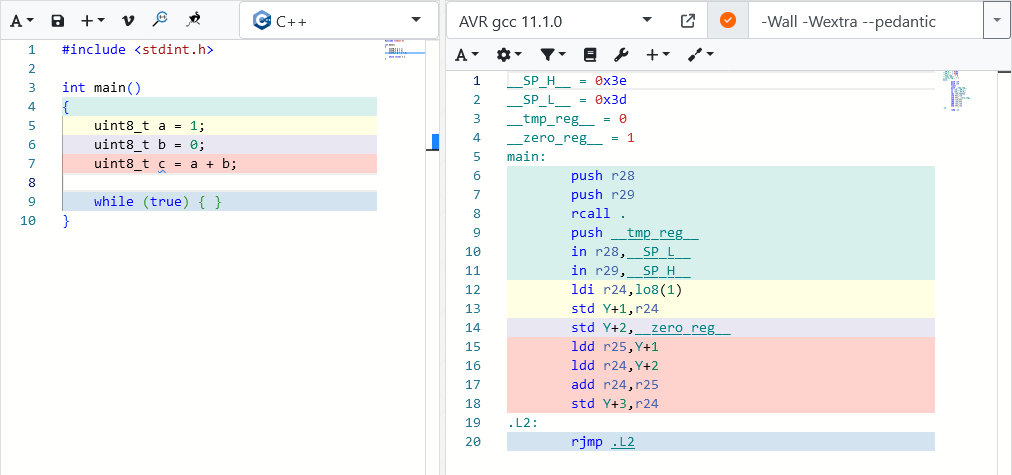 A
C++
1 #include <stdint.h>
2
3 int main()
4 {
5 uint8_t a = 1;
6 uint8_t b = 0;
7 uint8_t c = a + b;
8
9 while (true) { }
10 }
AVR gcc 11.1.0
-Wall -Wextra --pedantic
A
1 __SP_H__ = 0x3e
2 __SP_L__ = 0x3d
3 __tmp_reg__ = 0
4 __zero_reg__ = 1
5 main:
6 push r28
7 push r29
8 rcall .
9 push __tmp_reg__
10 in r28,__SP_L__
11 in r29,__SP_H__
12 ldi r24,lo8(1)
13 std Y+1,r24
14 std Y+2,__zero_reg__
15 ldd r25,Y+1
16 ldd r24,Y+2
17 add r24,r25
18 std Y+3,r24
19 .L2:
20 rjmp .L2